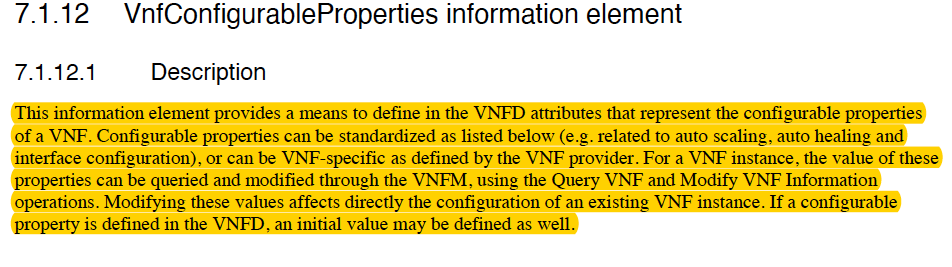 7.1.12 VnfConfigurableProperties information element
7.1.12.1 Description
This information element provides a means to define in the VNFD attributes that represent the configurable properties
of a VNF. Configurable properties can be standardized as listed below (e.g. related to auto scaling, auto healing and
interface configuration), or can be VNF-specific as defined by the VNF provider. For a VNF instance, the value of these
properties can be queried and modified through the VNFM, using the Query VNF and Modify VNF Information
operations. Modifying these values affects directly the configuration of an existing VNF instance. If a configurable
property is defined in the VNFD, an initial value may be defined as well.